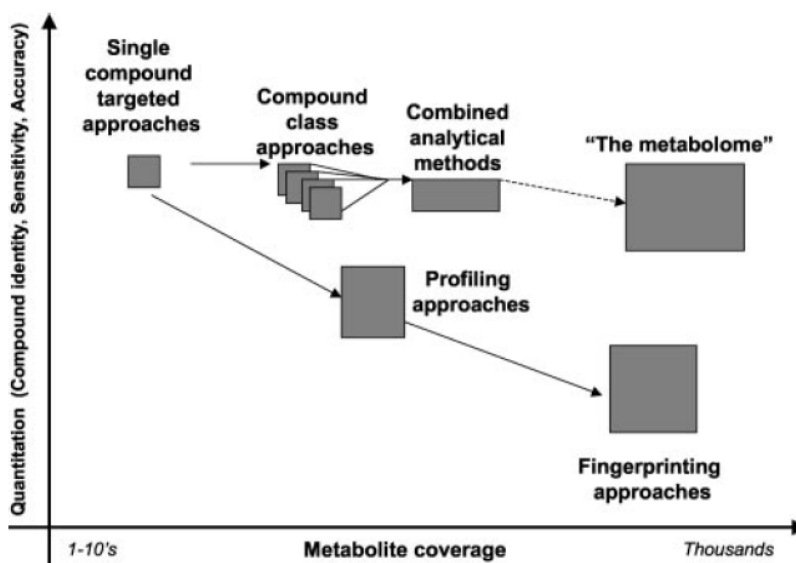 Quantitation (Compound identity, Sensitivity, Accuracy)
Single
compound
targeted
approaches
Compound
class
approaches
Combined
analytical
methods
“The metabolome”
Profiling
approaches
Fingerprinting
approaches
1-10's
Metabolite coverage
Thousands